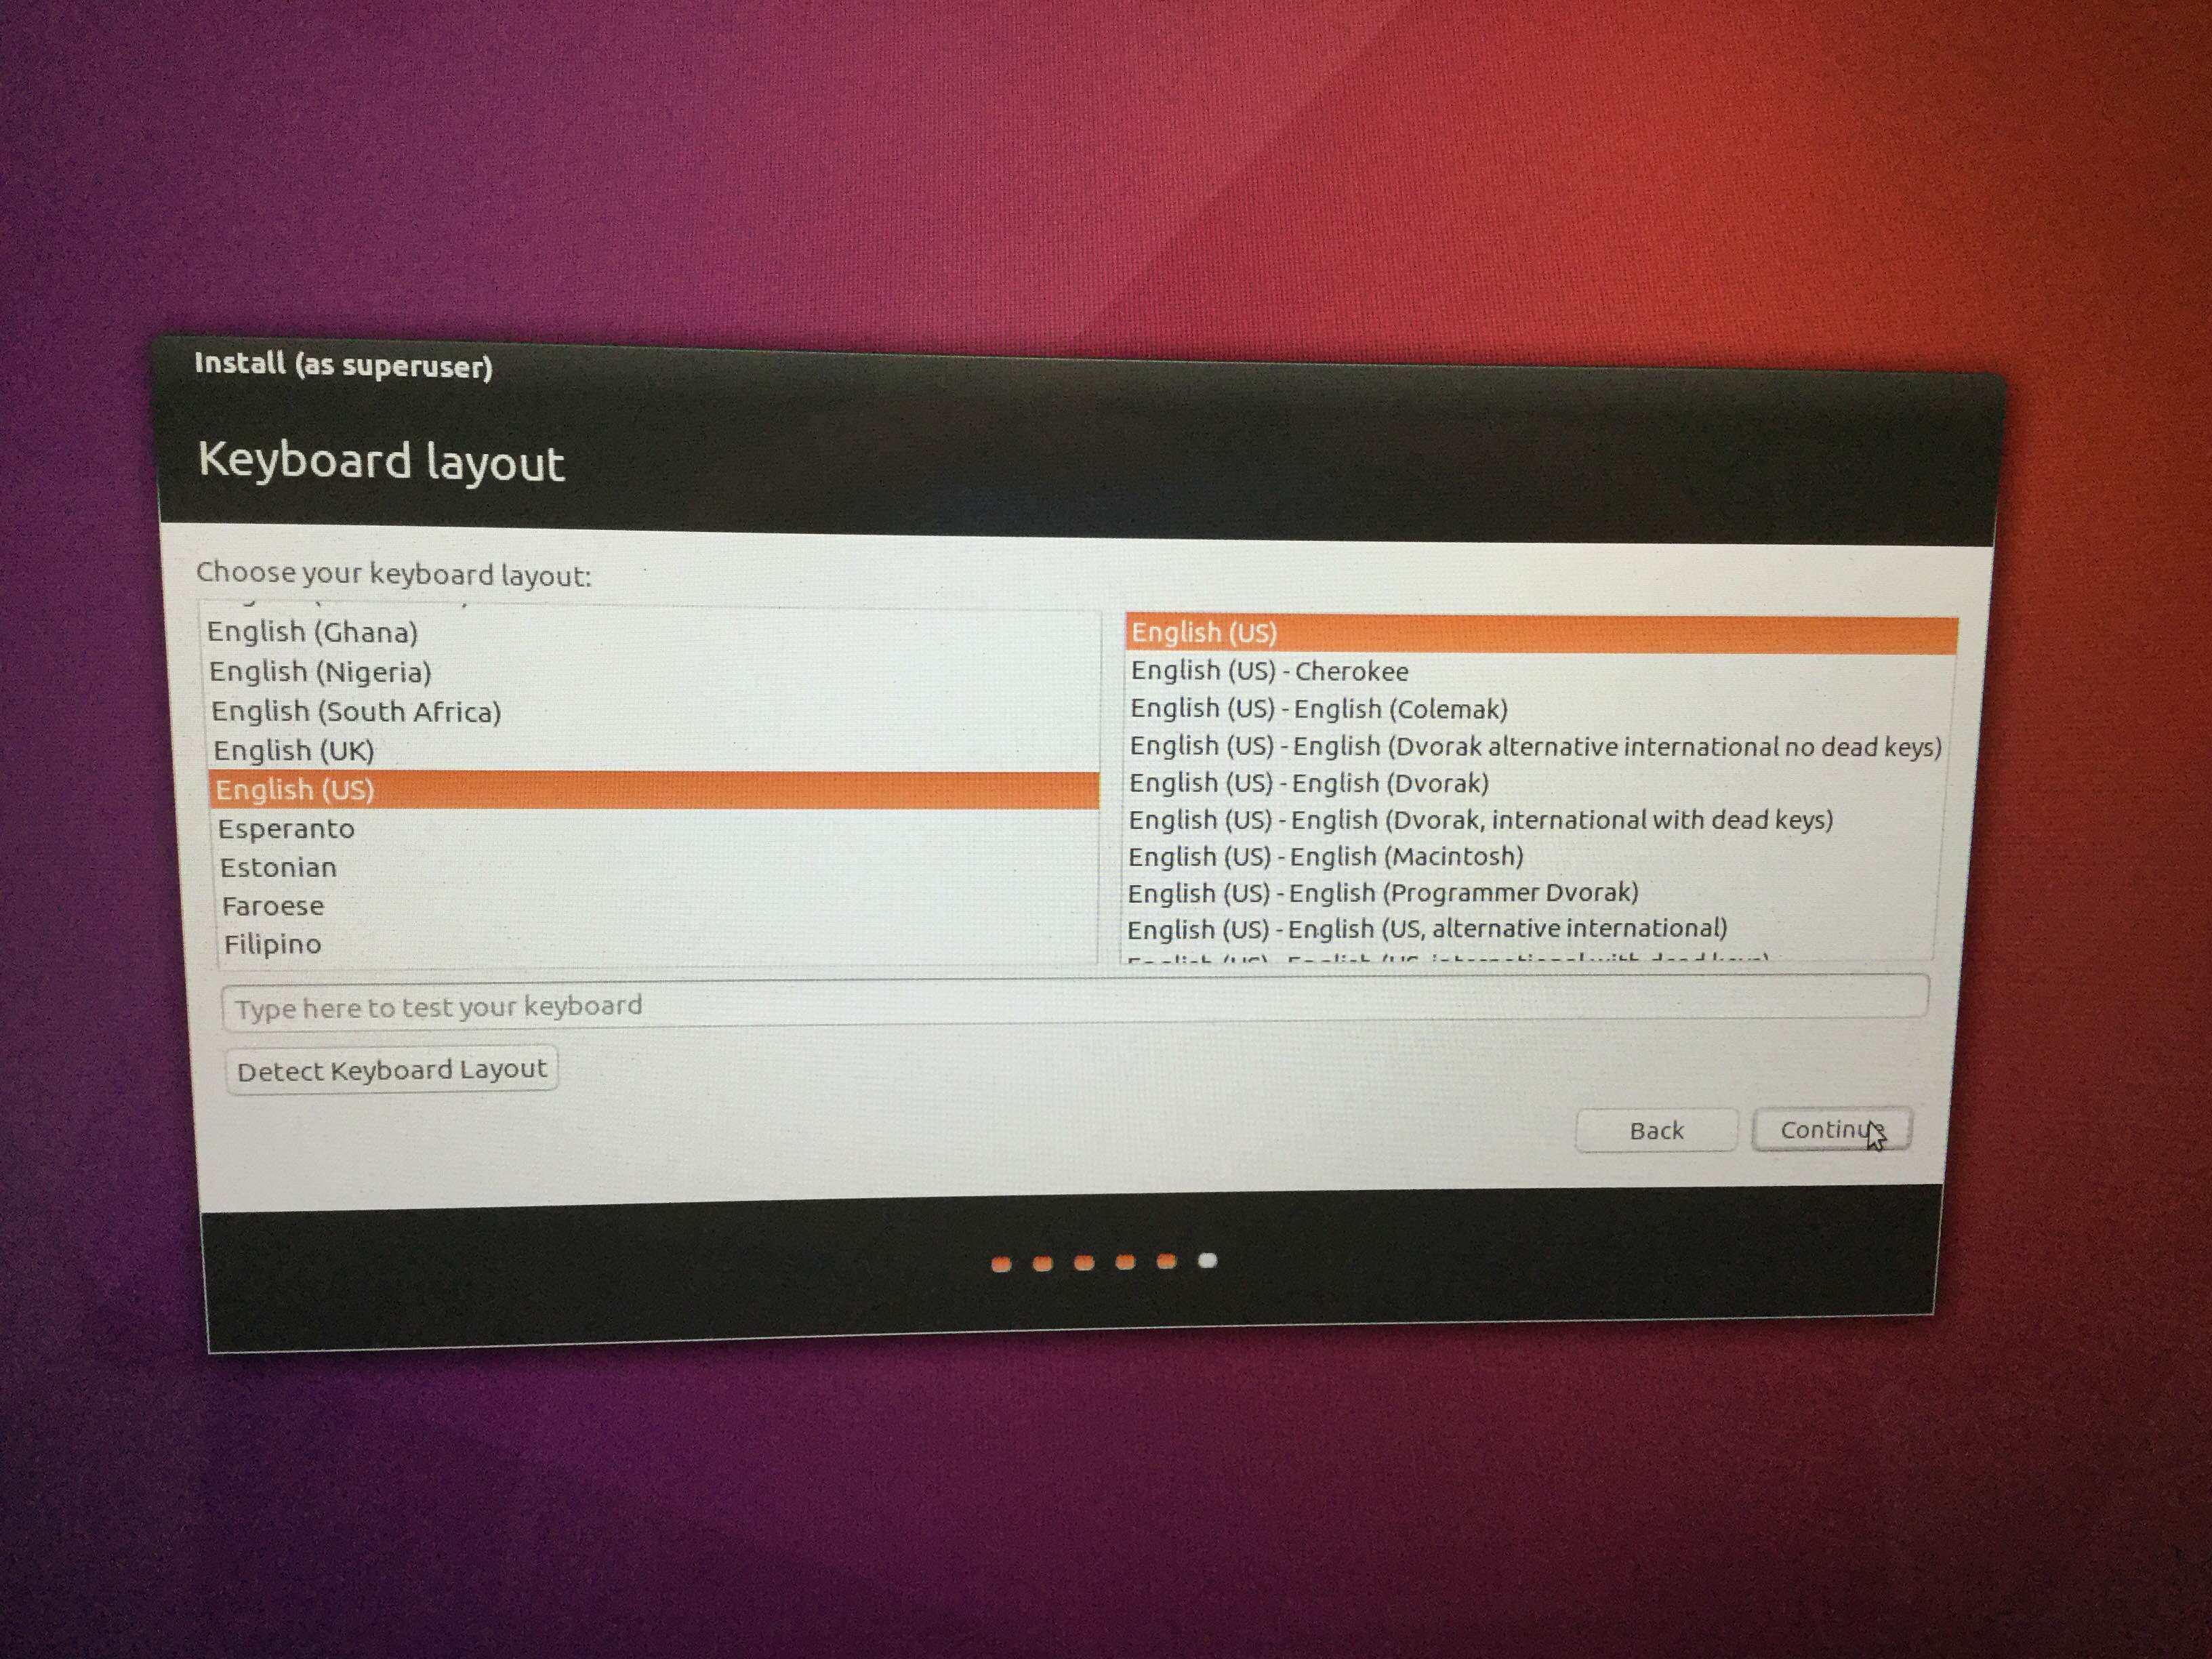 Install (as superuser)
Keyboard layout
Choose your keyboard layout:
English (Ghana)
English (Nigeria)
English (South Africa)
English (UK)
English (US)
Esperanto
Estonian
Faroese
Filipino
English (US)
English (US) - Cherokee
English (US) - English (Colemak)
English (US) - English (Dvorak alternative international no dead keys)
English (US) - English (Dvorak)
English (US) - English (Dvorak, international with dead keys)
English (US) - English (Macintosh)
English (US) - English (Programmer Dvorak)
English (US) - English (US, alternative international)
Type here to test your keyboard
Detect Keyboard Layout
Back
Continue